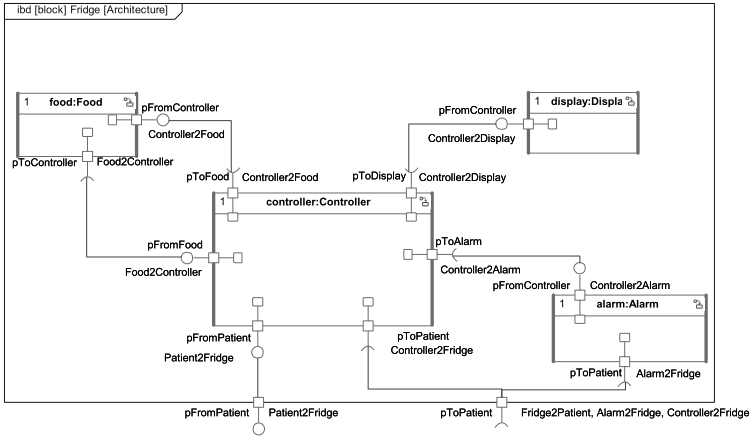 ibd [block] Fridge [Architecture]
1 food:Food
pFromController
Controller2Food
pToController
Food2Controller
pFromController
Controller2Display
1 display:Displa
pToFood
Controller2Food
pToDisplay
Controller2Display
1 controller:Controller
pFromFood
Food2Controller
pToAlarm
Controller2Alarm
pFromController
Controller2Alarm
1 alarm:Alarm
pFromPatient
Patient2Fridge
pToPatient
Controller2Fridge
pToPatient
Alarm2Fridge
pFromPatient
Patient2Fridge
pToPatient
Fridge2Patient, Alarm2Fridge, Controller2Fridge